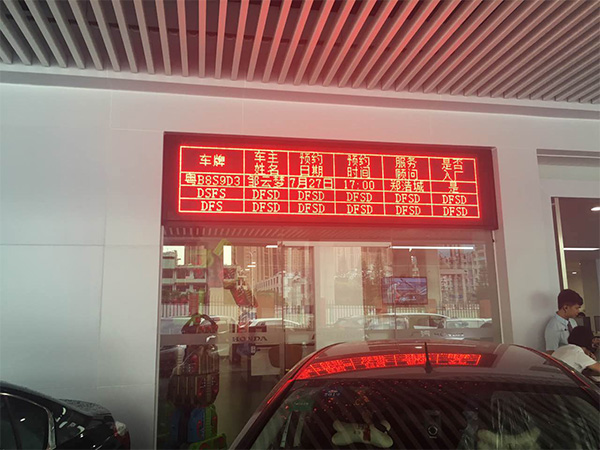 车牌 车主姓名 预约日期 预约时间 服务顾问 是否入厂
粤B8S9D3 邹云梦 7月27日 17:00 郑浩城 是
DSFS DFSD DFSD DFSD DFSD DFSD
DFS DFSD DFSD DFSD DFSD DFSD
HONDA